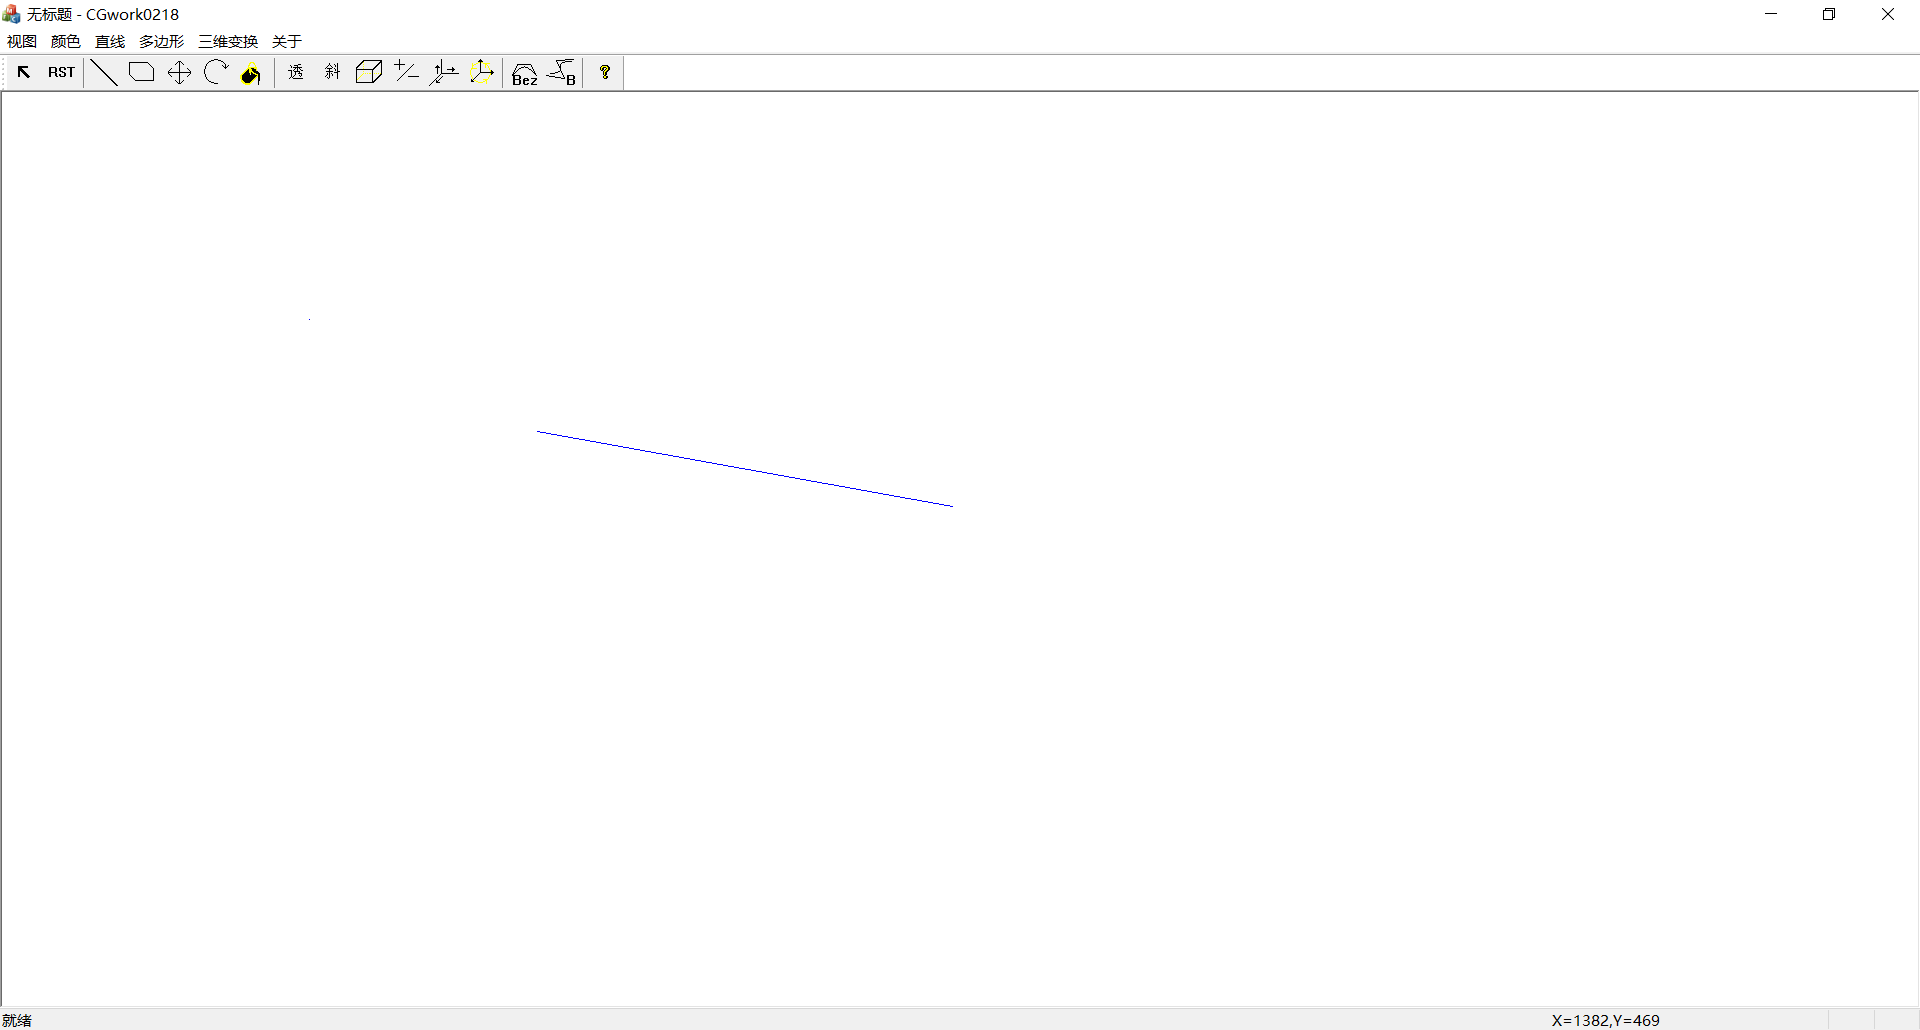 无标题 - CGwork0218
视图 颜色 直线 多边形 三维变换 关于
RST 透 斜 Bez B ?
就绪 X=1382,Y=469